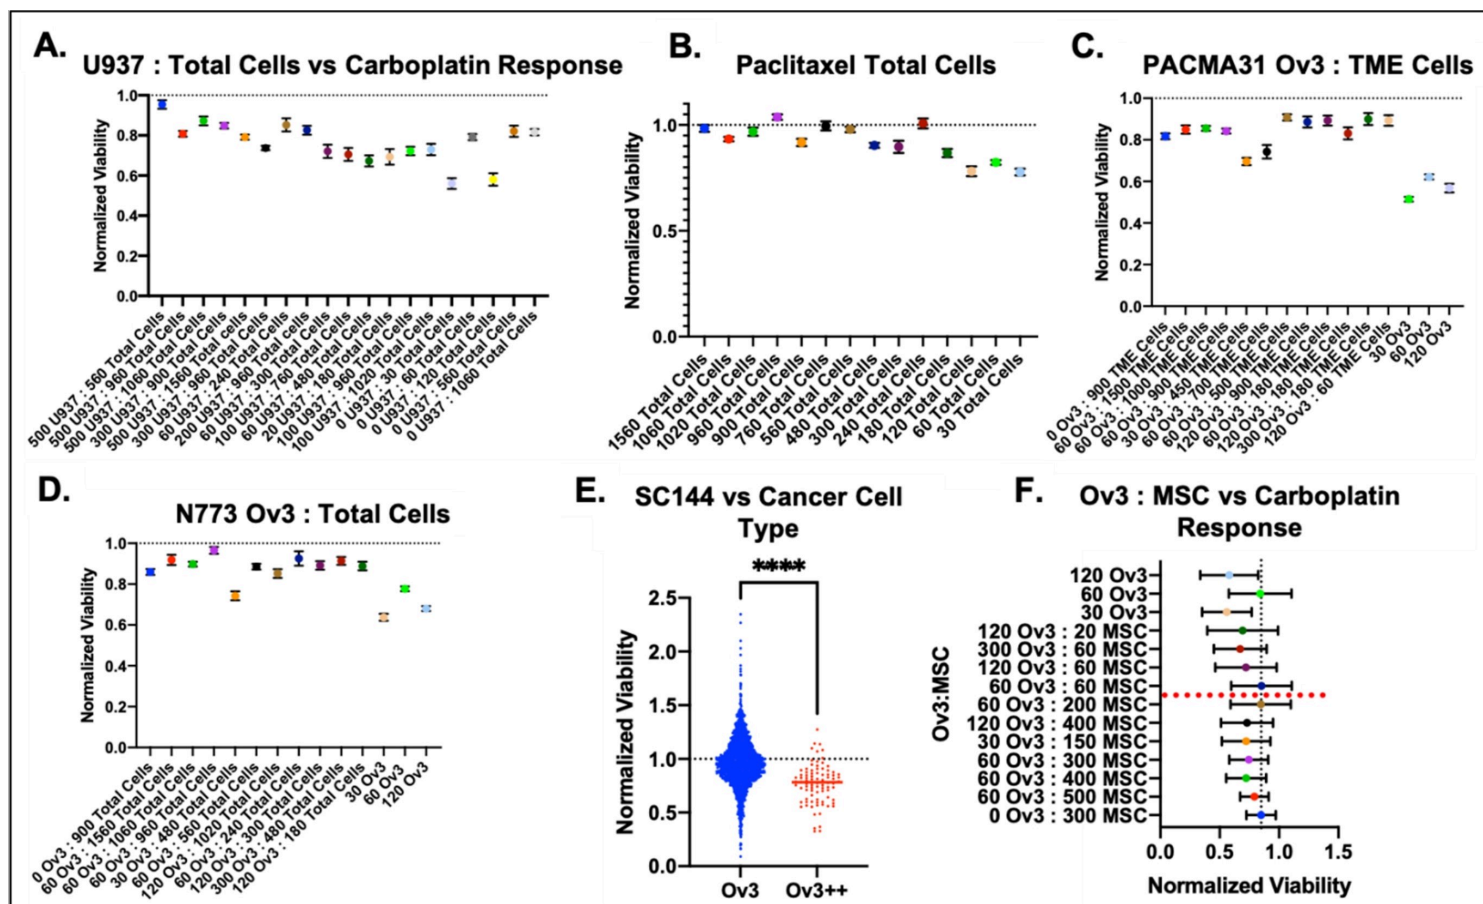 A.
U937 : Total Cells vs Carboplatin Response
Normalized Viability
1.0
0.8
0.6
0.4
0.2
0.0
500 U937 : 560 Total Cells
500 U937 : 960 Total Cells
500 U937 : 1060 Total Cells
300 U937 : 900 Total Cells
500 U937 : 1560 Total Cells
300 U937 : 960 Total Cells
60 U937 : 240 Total Cells
200 U937 : 960 Total Cells
60 U937 : 300 Total Cells
100 U937 : 760 Total Cells
60 U937 : 480 Total Cells
20 U937 : 180 Total Cells
100 U937 : 960 Total Cells
100 U937 : 1020 Total Cells
0 U937 : 30 Total Cells
0 U937 : 60 Total Cells
0 U937 : 120 Total Cells
0 U937 : 560 Total Cells
0 U937 : 1060 Total Cells
B.
Paclitaxel Total Cells
Normalized Viability
1.0
0.5
0.0
1560 Total Cells
1060 Total Cells
1020 Total Cells
960 Total Cells
900 Total Cells
760 Total Cells
560 Total Cells
480 Total Cells
300 Total Cells
240 Total Cells
180 Total Cells
120 Total Cells
60 Total Cells
30 Total Cells
C.
PACMA31 Ov3 : TME Cells
Normalized Viability
1.0
0.8
0.6
0.4
0.2
0.0
0 Ov3 : 900 TME Cells
60 Ov3 : 1500 TME Cells
60 Ov3 : 1000 TME Cells
60 Ov3 : 900 TME Cells
30 Ov3 : 450 TME Cells
60 Ov3 : 700 TME Cells
60 Ov3 : 500 TME Cells
120 Ov3 : 900 TME Cells
60 Ov3 : 180 TME Cells
120 Ov3 : 180 TME Cells
300 Ov3 : 180 TME Cells
120 Ov3 : 60 TME Cells
30 Ov3
60 Ov3
120 Ov3
D.
N773 Ov3 : Total Cells
Normalized Viability
1.0
0.8
0.6
0.4
0.2
0.0
0 Ov3 : 900 Total Cells
60 Ov3 : 1560 Total Cells
60 Ov3 : 1060 Total Cells
60 Ov3 : 960 Total Cells
30 Ov3 : 480 Total Cells
60 Ov3 : 560 Total Cells
120 Ov3 : 1020 Total Cells
60 Ov3 : 240 Total Cells
120 Ov3 : 300 Total Cells
300 Ov3 : 480 Total Cells
120 Ov3 : 180 Total Cells
30 Ov3
60 Ov3
120 Ov3
E.
SC144 vs Cancer Cell
Type
****
Normalized Viability
2.5
2.0
1.5
1.0
0.5
0.0
Ov3
Ov3++
F.
Ov3 : MSC vs Carboplatin
Response
Ov3:MSC
120 Ov3
60 Ov3
30 Ov3
120 Ov3 : 20 MSC
300 Ov3 : 60 MSC
120 Ov3 : 60 MSC
60 Ov3 : 60 MSC
60 Ov3 : 200 MSC
120 Ov3 : 400 MSC
30 Ov3 : 150 MSC
60 Ov3 : 300 MSC
60 Ov3 : 400 MSC
60 Ov3 : 500 MSC
0 Ov3 : 300 MSC
0.0
0.5
1.0
1.5
Normalized Viability